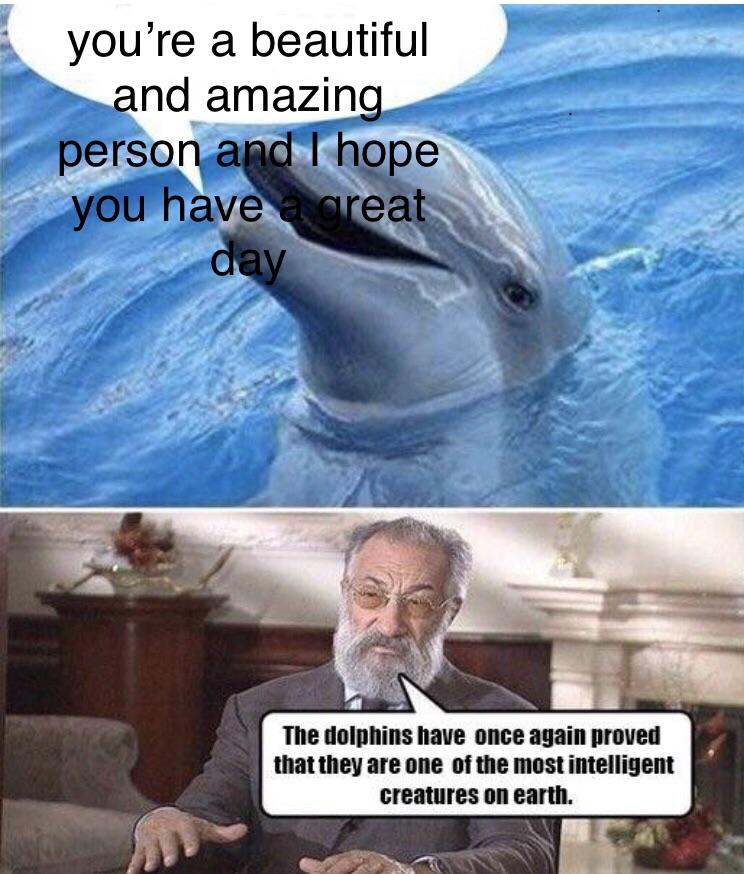 you’re a beautiful
and amazing
person and I hope
you have a great
day
The dolphins have once again proved
that they are one of the most intelligent
creatures on earth.